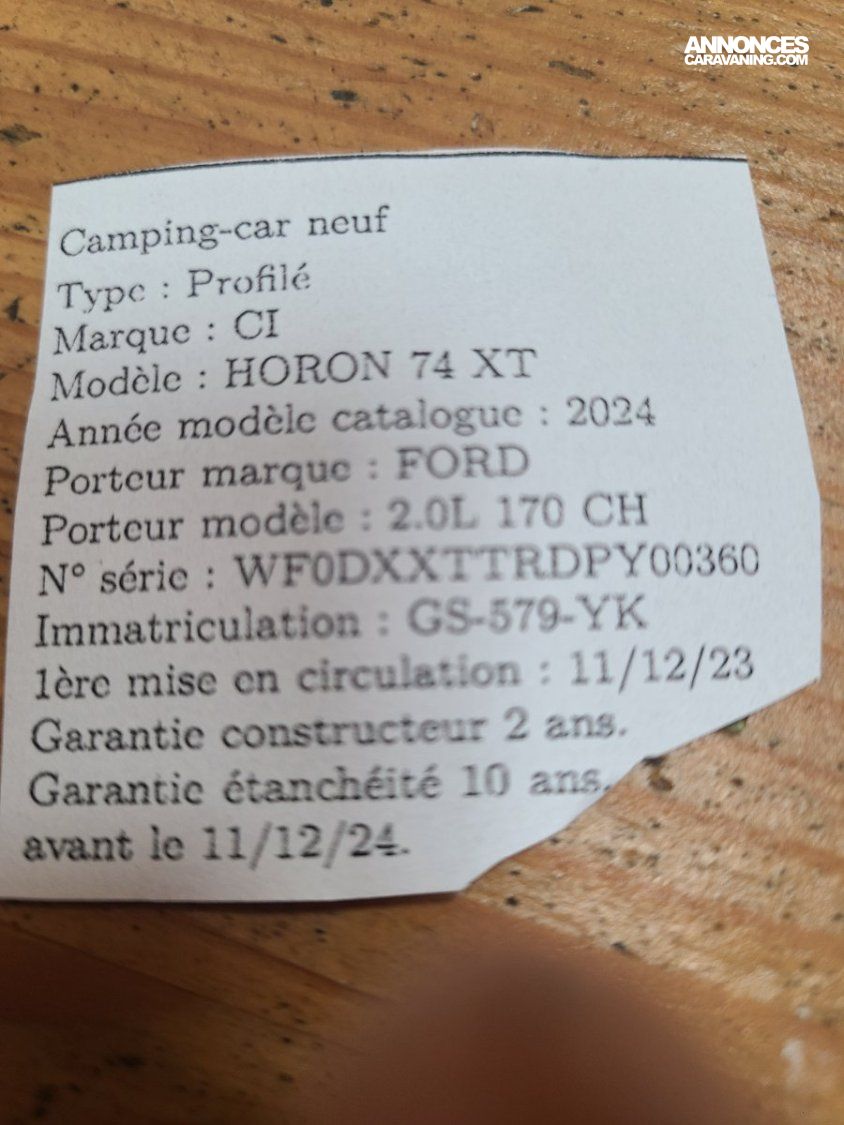 ANNONCES
CARAVANING.COM
Camping-car neuf
Type : Profilé
Marque : CI
Modèle : HORON 74 XT
Année modèle catalogue : 2024
Porteur marque : FORD
Porteur modèle : 2.0L 170 CH
N° série : WF0DXXTTRDPY00360
Immatriculation : GS-579-YK
1ère mise en circulation : 11/12/23
Garantie constructeur 2 ans.
Garantie étanchéité 10 ans.
avant le 11/12/24.